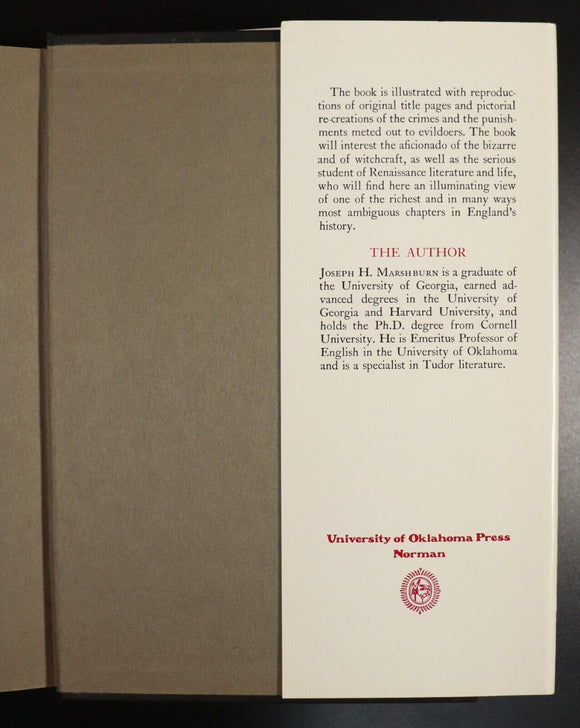 The book is illustrated with reproduc-
tions of original title pages and pictorial
re-creations of the crimes and the punish-
ments meted out to evildoers. The book
will interest the aficionado of the bizarre
and of witchcraft, as well as the serious
student of Renaissance literature and life,
who will find here an illuminating view
of one of the richest and in many ways
most ambiguous chapters in England's
history.
THE AUTHOR
JOSEPH H. MARSHBURN is a graduate of
the University of Georgia, earned ad-
vanced degrees in the University of
Georgia and Harvard University, and
holds the Ph.D. degree from Cornell
University. He is Emeritus Professor of
English in the University of Oklahoma
and is a specialist in Tudor literature.
University of Oklahoma Press
Norman